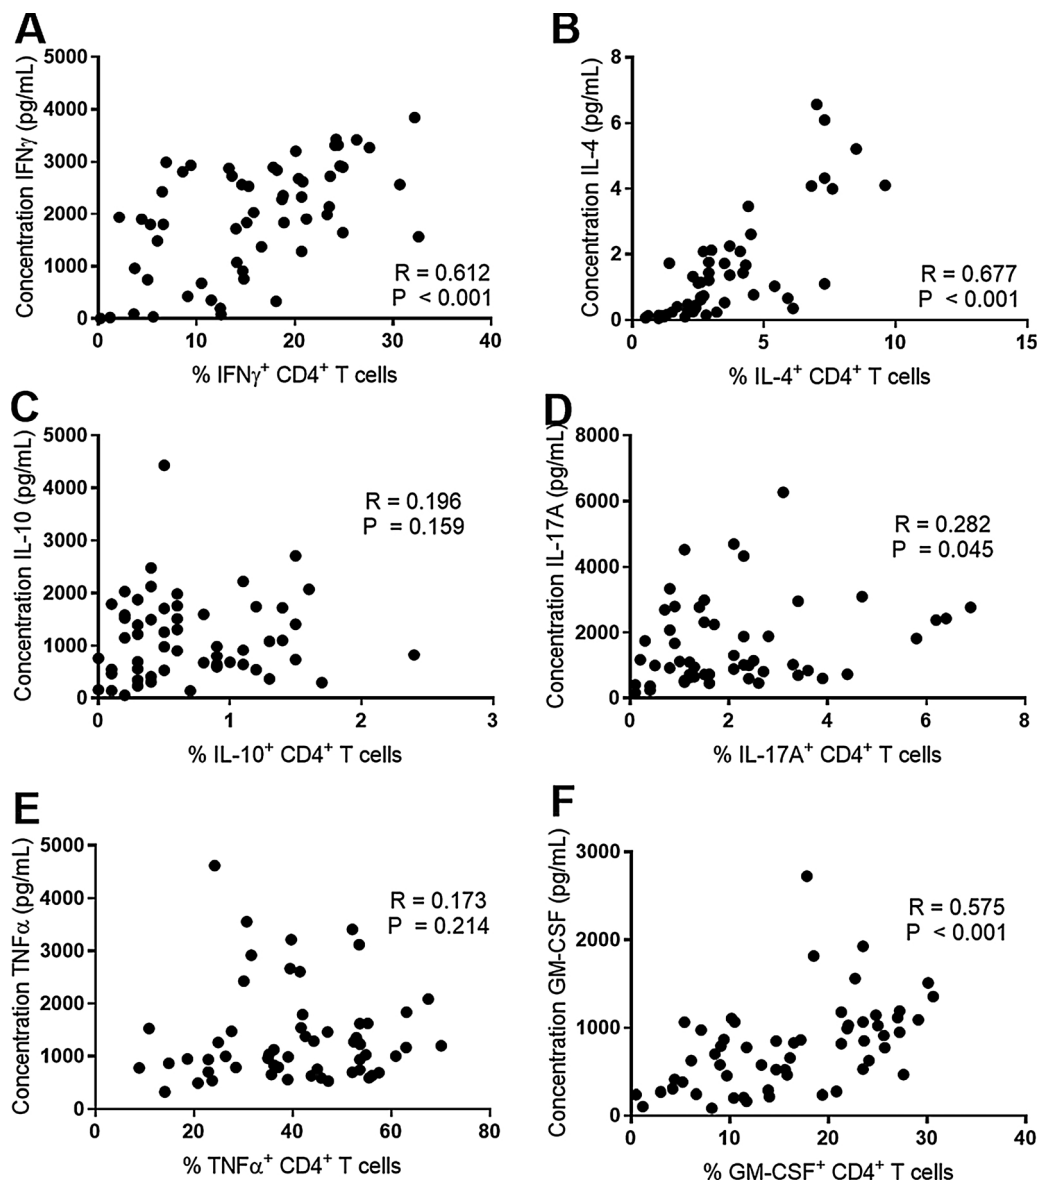 A
Concentration IFNγ (pg/mL)
5000
4000
3000
2000
1000
0
R = 0.612
P < 0.001
0 10 20 30 40
% IFNγ⁺ CD4⁺ T cells
B
Concentration IL-4 (pg/mL)
8
6
4
2
0
R = 0.677
P < 0.001
0 5 10 15
% IL-4⁺ CD4⁺ T cells
C
Concentration IL-10 (pg/mL)
5000
4000
3000
2000
1000
0
R = 0.196
P = 0.159
0 1 2 3
% IL-10⁺ CD4⁺ T cells
D
Concentration IL-17A (pg/mL)
8000
6000
4000
2000
0
R = 0.282
P = 0.045
0 2 4 6 8
% IL-17A⁺ CD4⁺ T cells
E
Concentration TNFα (pg/mL)
5000
4000
3000
2000
1000
0
R = 0.173
P = 0.214
0 20 40 60 80
% TNFα⁺ CD4⁺ T cells
F
Concentration GM-CSF (pg/mL)
3000
2000
1000
0
R = 0.575
P < 0.001
0 10 20 30 40
% GM-CSF⁺ CD4⁺ T cells